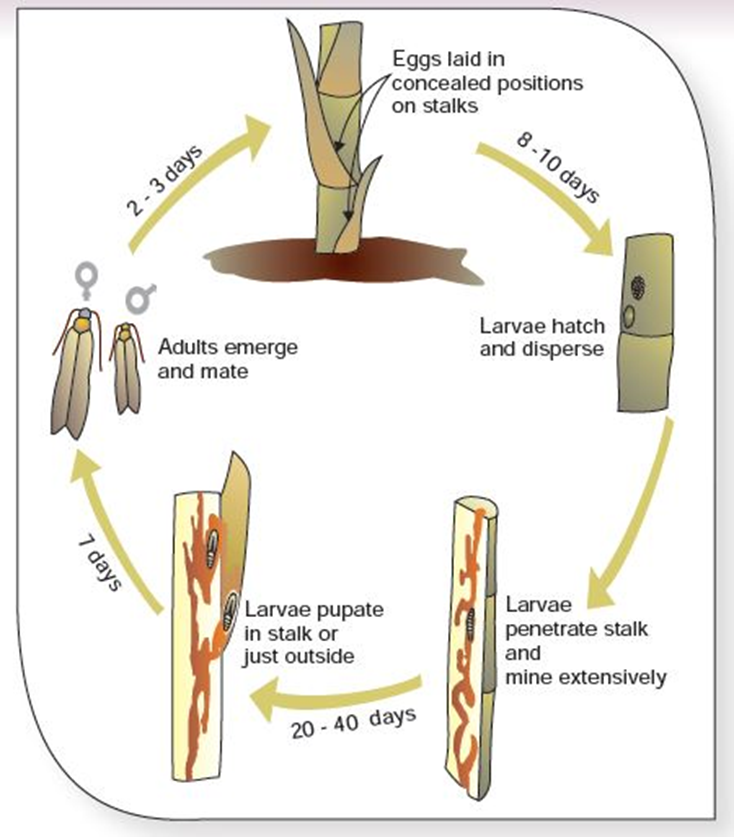 Eggs laid in
concealed positions
on stalks
8 -10 days
Larvae hatch
and disperse
Larvae
penetrate stalk
and
mine extensively
20 - 40 days
Larvae pupate
in stalk or
just outside
7 days
Adults emerge
and mate
2 - 3 days